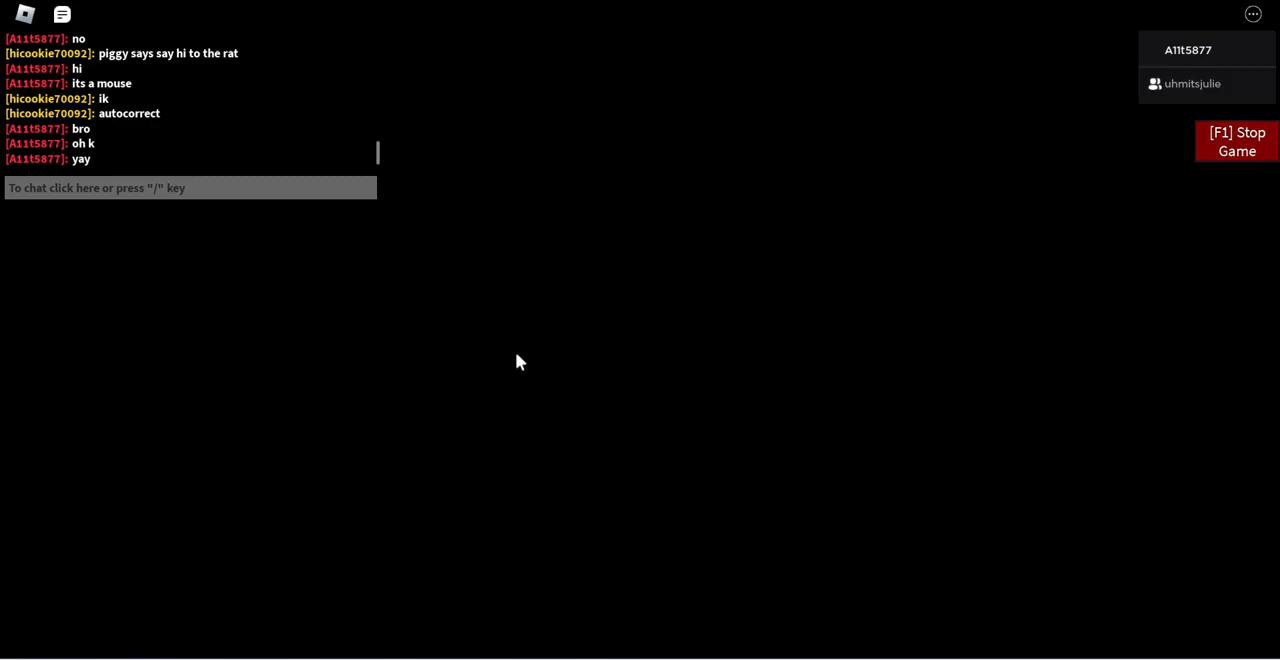 [A11t5877]: no
[hicookie70092]: piggy says say hi to the rat
[A11t5877]: hi
[A11t5877]: its a mouse
[hicookie70092]: ik
[hicookie70092]: autocorrect
[A11t5877]: bro
[A11t5877]: oh k
[A11t5877]: yay
To chat click here or press "/" key
A11t5877
uhmitsjulie
[F1] Stop
Game